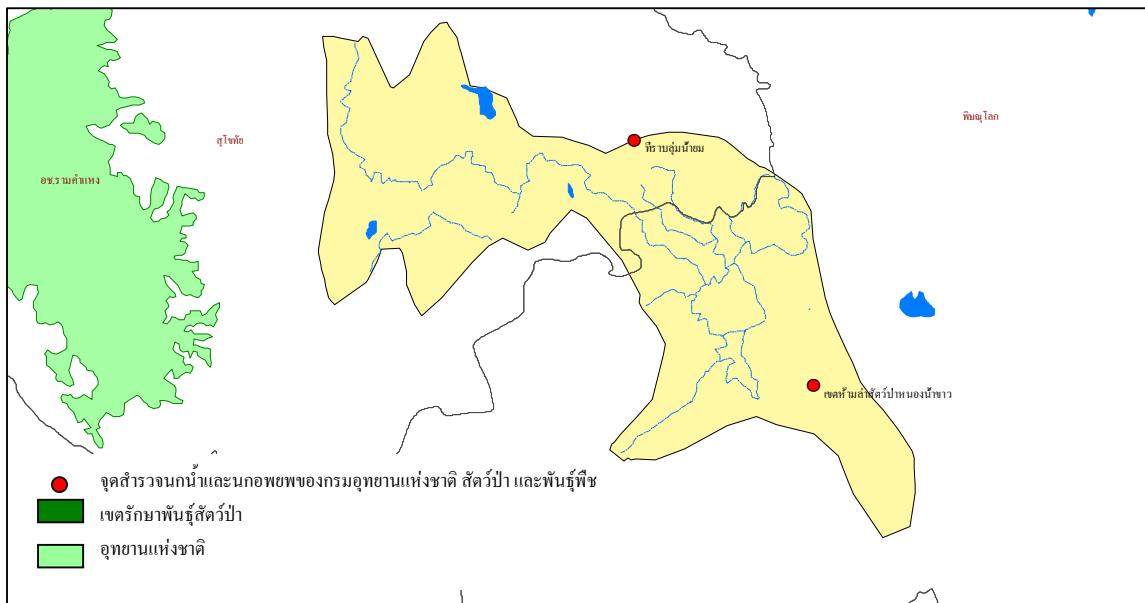 พิษณุโลก
สุโขทัย
ที่ราบลุ่มน้ำยม
อช.รามคำแหง
เขตห้ามล่าสัตว์ป่าหนองน้ำขาว
จุดสำรวจนกน้ำและนกอพยพของกรมอุทยานแห่งชาติ สัตว์ป่า และพันธุ์พืช
เขตรักษาพันธุ์สัตว์ป่า
อุทยานแห่งชาติ